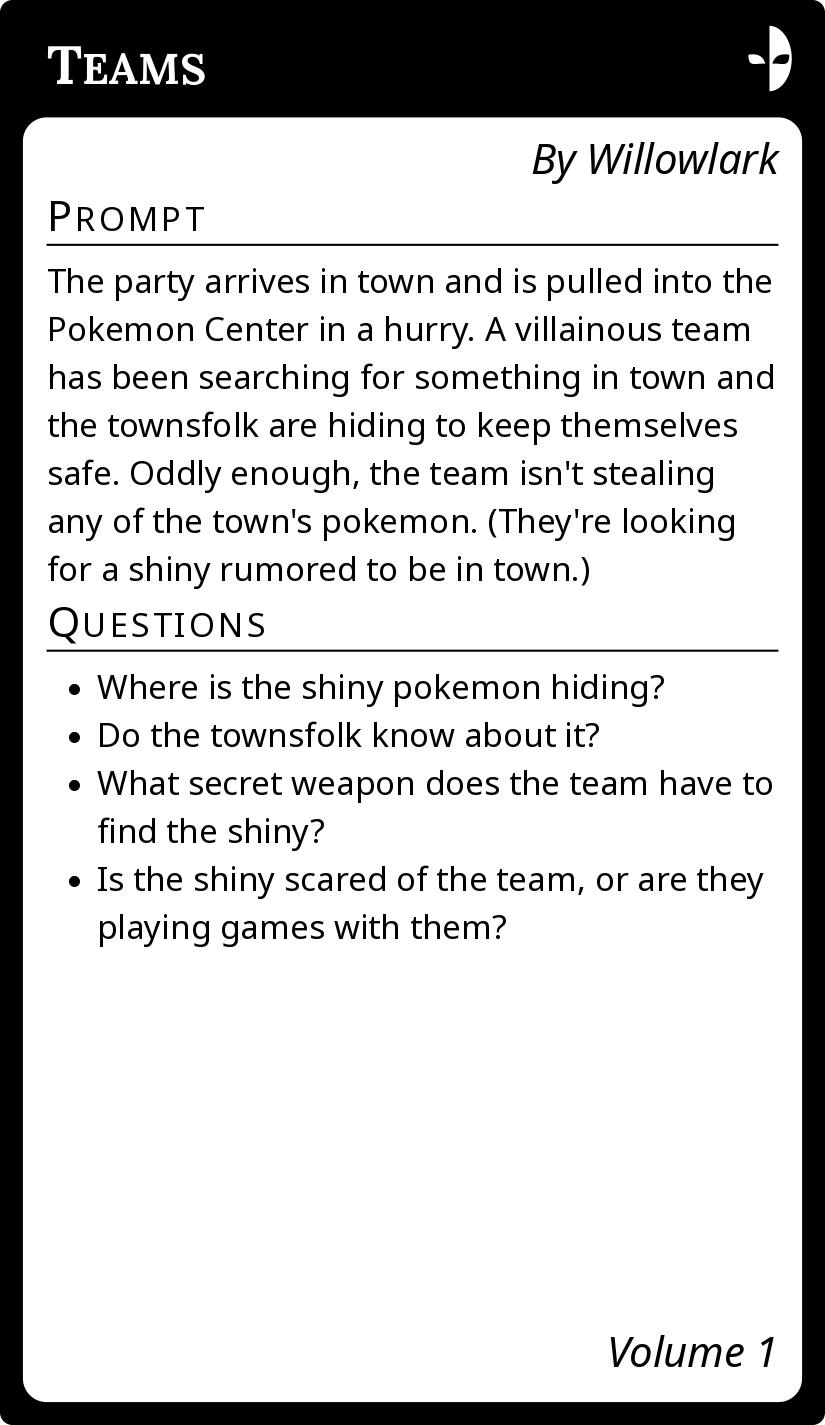 Teams
By Willowlark
Prompt
The party arrives in town and is pulled into the
Pokemon Center in a hurry. A villainous team
has been searching for something in town and
the townsfolk are hiding to keep themselves
safe. Oddly enough, the team isn't stealing
any of the town's pokemon. (They're looking
for a shiny rumored to be in town.)
Questions
• Where is the shiny pokemon hiding?
• Do the townsfolk know about it?
• What secret weapon does the team have to
find the shiny?
• Is the shiny scared of the team, or are they
playing games with them?
Volume 1